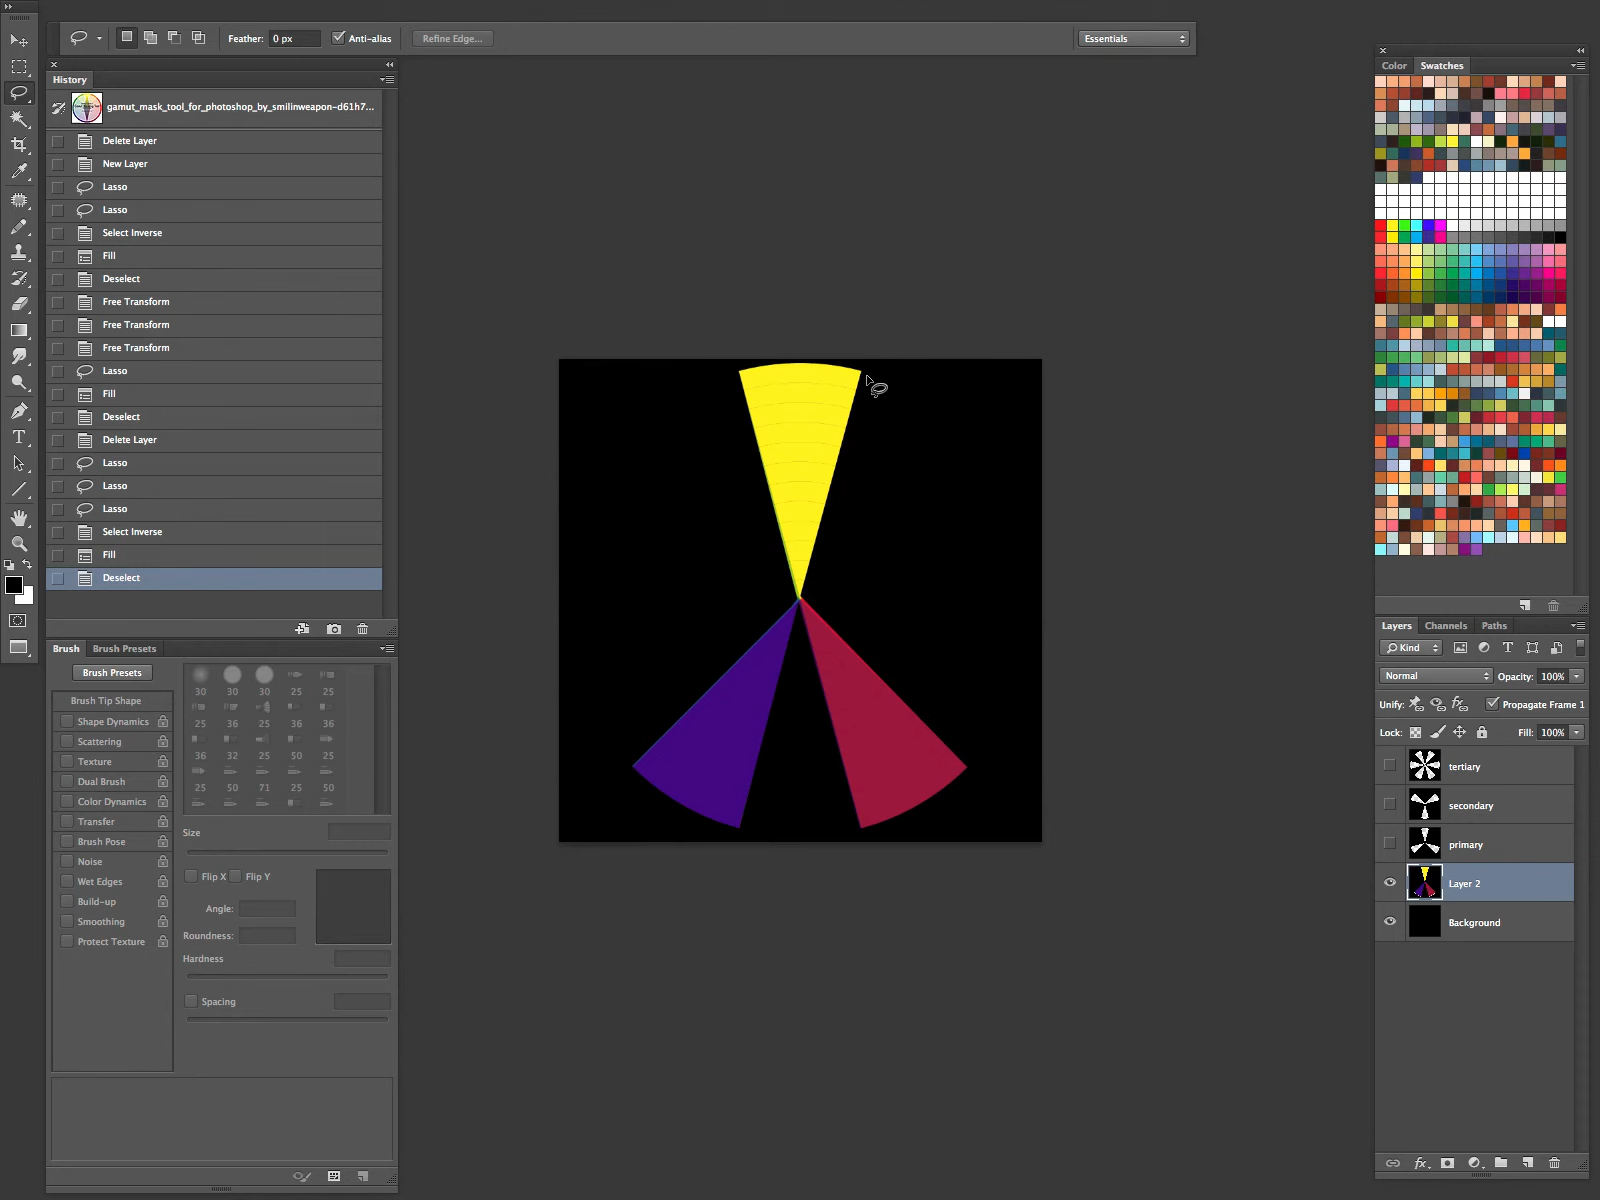 Feather: 0 px
Anti-alias
Refine Edge...
Essentials
History
gamut_mask_tool_for_photoshop_by_smilinweapon-d61h7...
Delete Layer
New Layer
Lasso
Lasso
Select Inverse
Fill
Deselect
Free Transform
Free Transform
Free Transform
Lasso
Fill
Deselect
Delete Layer
Lasso
Lasso
Lasso
Select Inverse
Fill
Deselect
Brush
Brush Presets
Brush Presets
Brush Tip Shape
Shape Dynamics
Scattering
Texture
Dual Brush
Color Dynamics
Transfer
Brush Pose
Noise
Wet Edges
Build-up
Smoothing
Protect Texture
30 30 30 25 25
25 36 25 36 25
36 32 25 50 25
25 50 71 25 50
Size
Flip X
Flip Y
Angle:
Roundness:
Hardness
Spacing
Color
Swatches
Layers
Channels
Paths
Kind
Normal
Opacity: 100%
Unify:
Propagate Frame 1
Lock:
Fill: 100%
tertiary
secondary
primary
Layer 2
Background